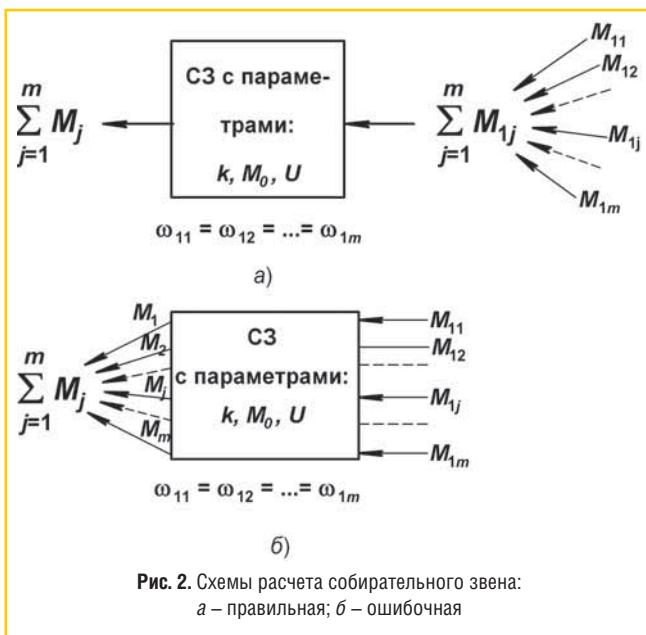 M₁₁
M₁₂
m
∑ Mⱼ
j=1
СЗ с параме-
трами:
k, M₀, U
m
∑ M₁ⱼ
j=1
M₁ⱼ
M₁ₘ
ω₁₁ = ω₁₂ = ...= ω₁ₘ
а)
M₁
M₂
Mⱼ
Mₘ
m
∑ Mⱼ
j=1
СЗ
с параметрами:
k, M₀, U
M₁₁
M₁₂
M₁ⱼ
M₁ₘ
ω₁₁ = ω₁₂ = ...= ω₁ₘ
б)
Рис. 2. Схемы расчета собирательного звена:
а – правильная; б – ошибочная